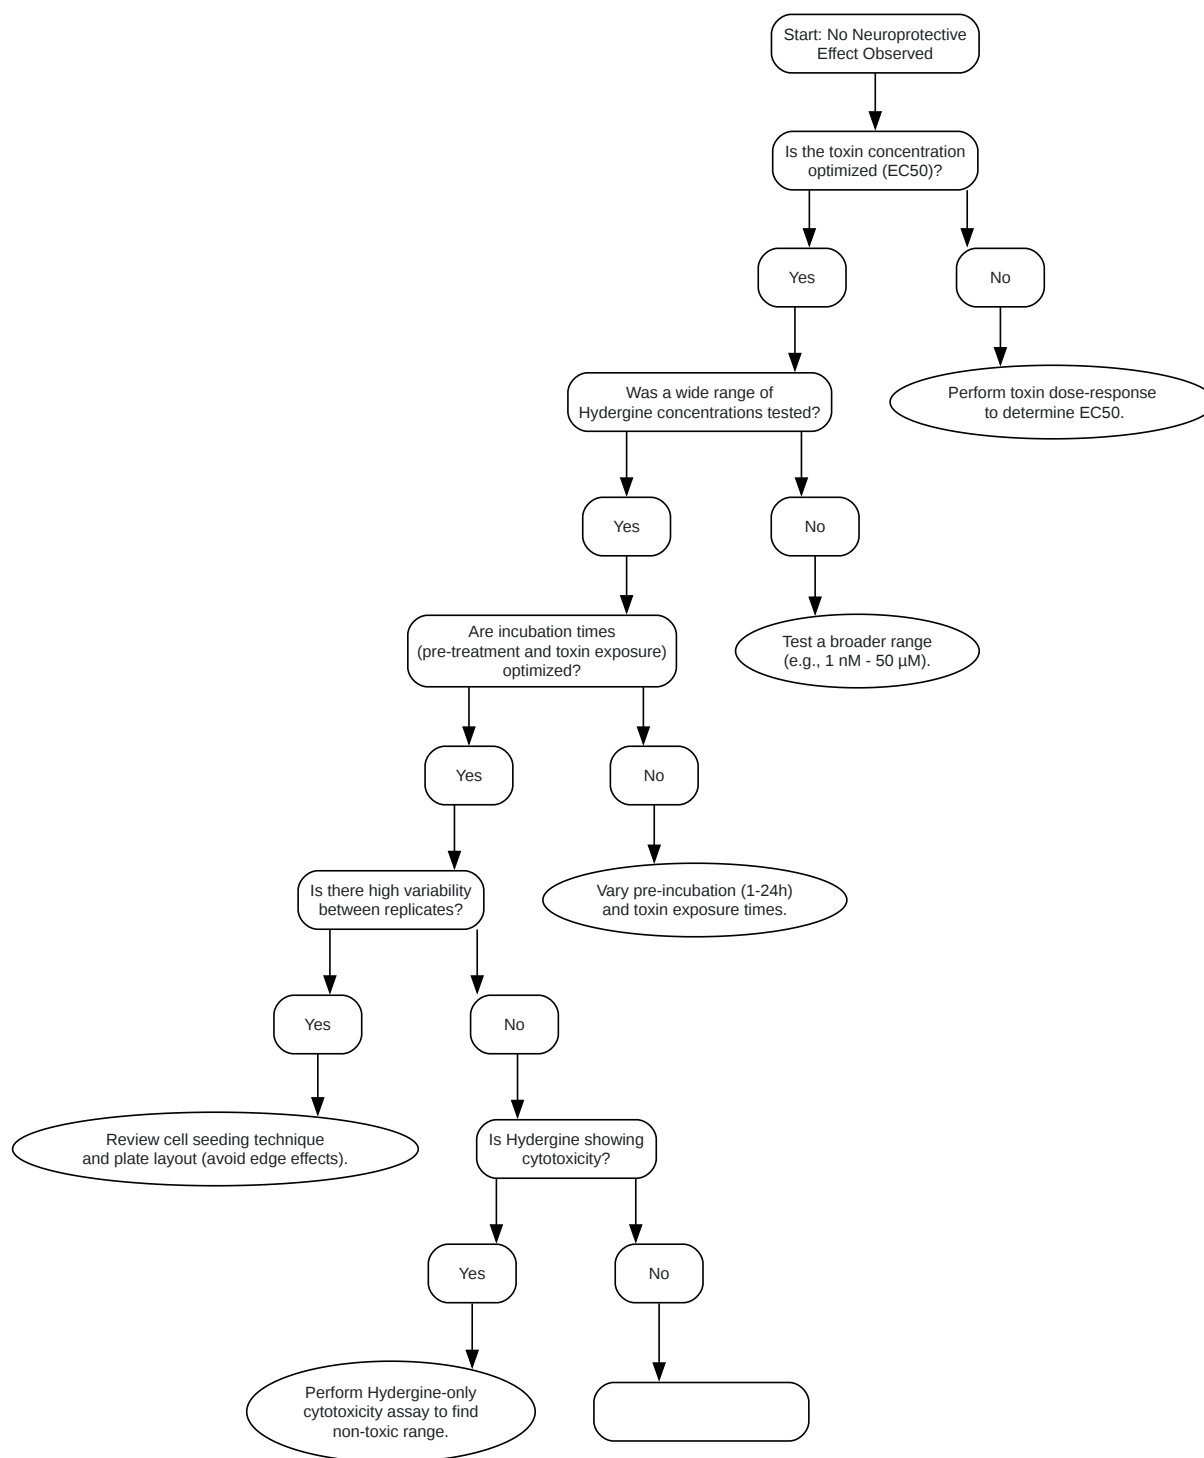 Start: No Neuroprotective
Effect Observed
Is the toxin concentration
optimized (EC50)?
Yes
No
Was a wide range of
Hydergine concentrations tested?
Perform toxin dose-response
to determine EC50.
Yes
No
Are incubation times
(pre-treatment and toxin exposure)
optimized?
Test a broader range
(e.g., 1 nM - 50 µM).
Yes
No
Is there high variability
between replicates?
Vary pre-incubation (1-24h)
and toxin exposure times.
Yes
No
Review cell seeding technique
and plate layout (avoid edge effects).
Is Hydergine showing
cytotoxicity?
Yes
No
Perform Hydergine-only
cytotoxicity assay to find
non-toxic range.